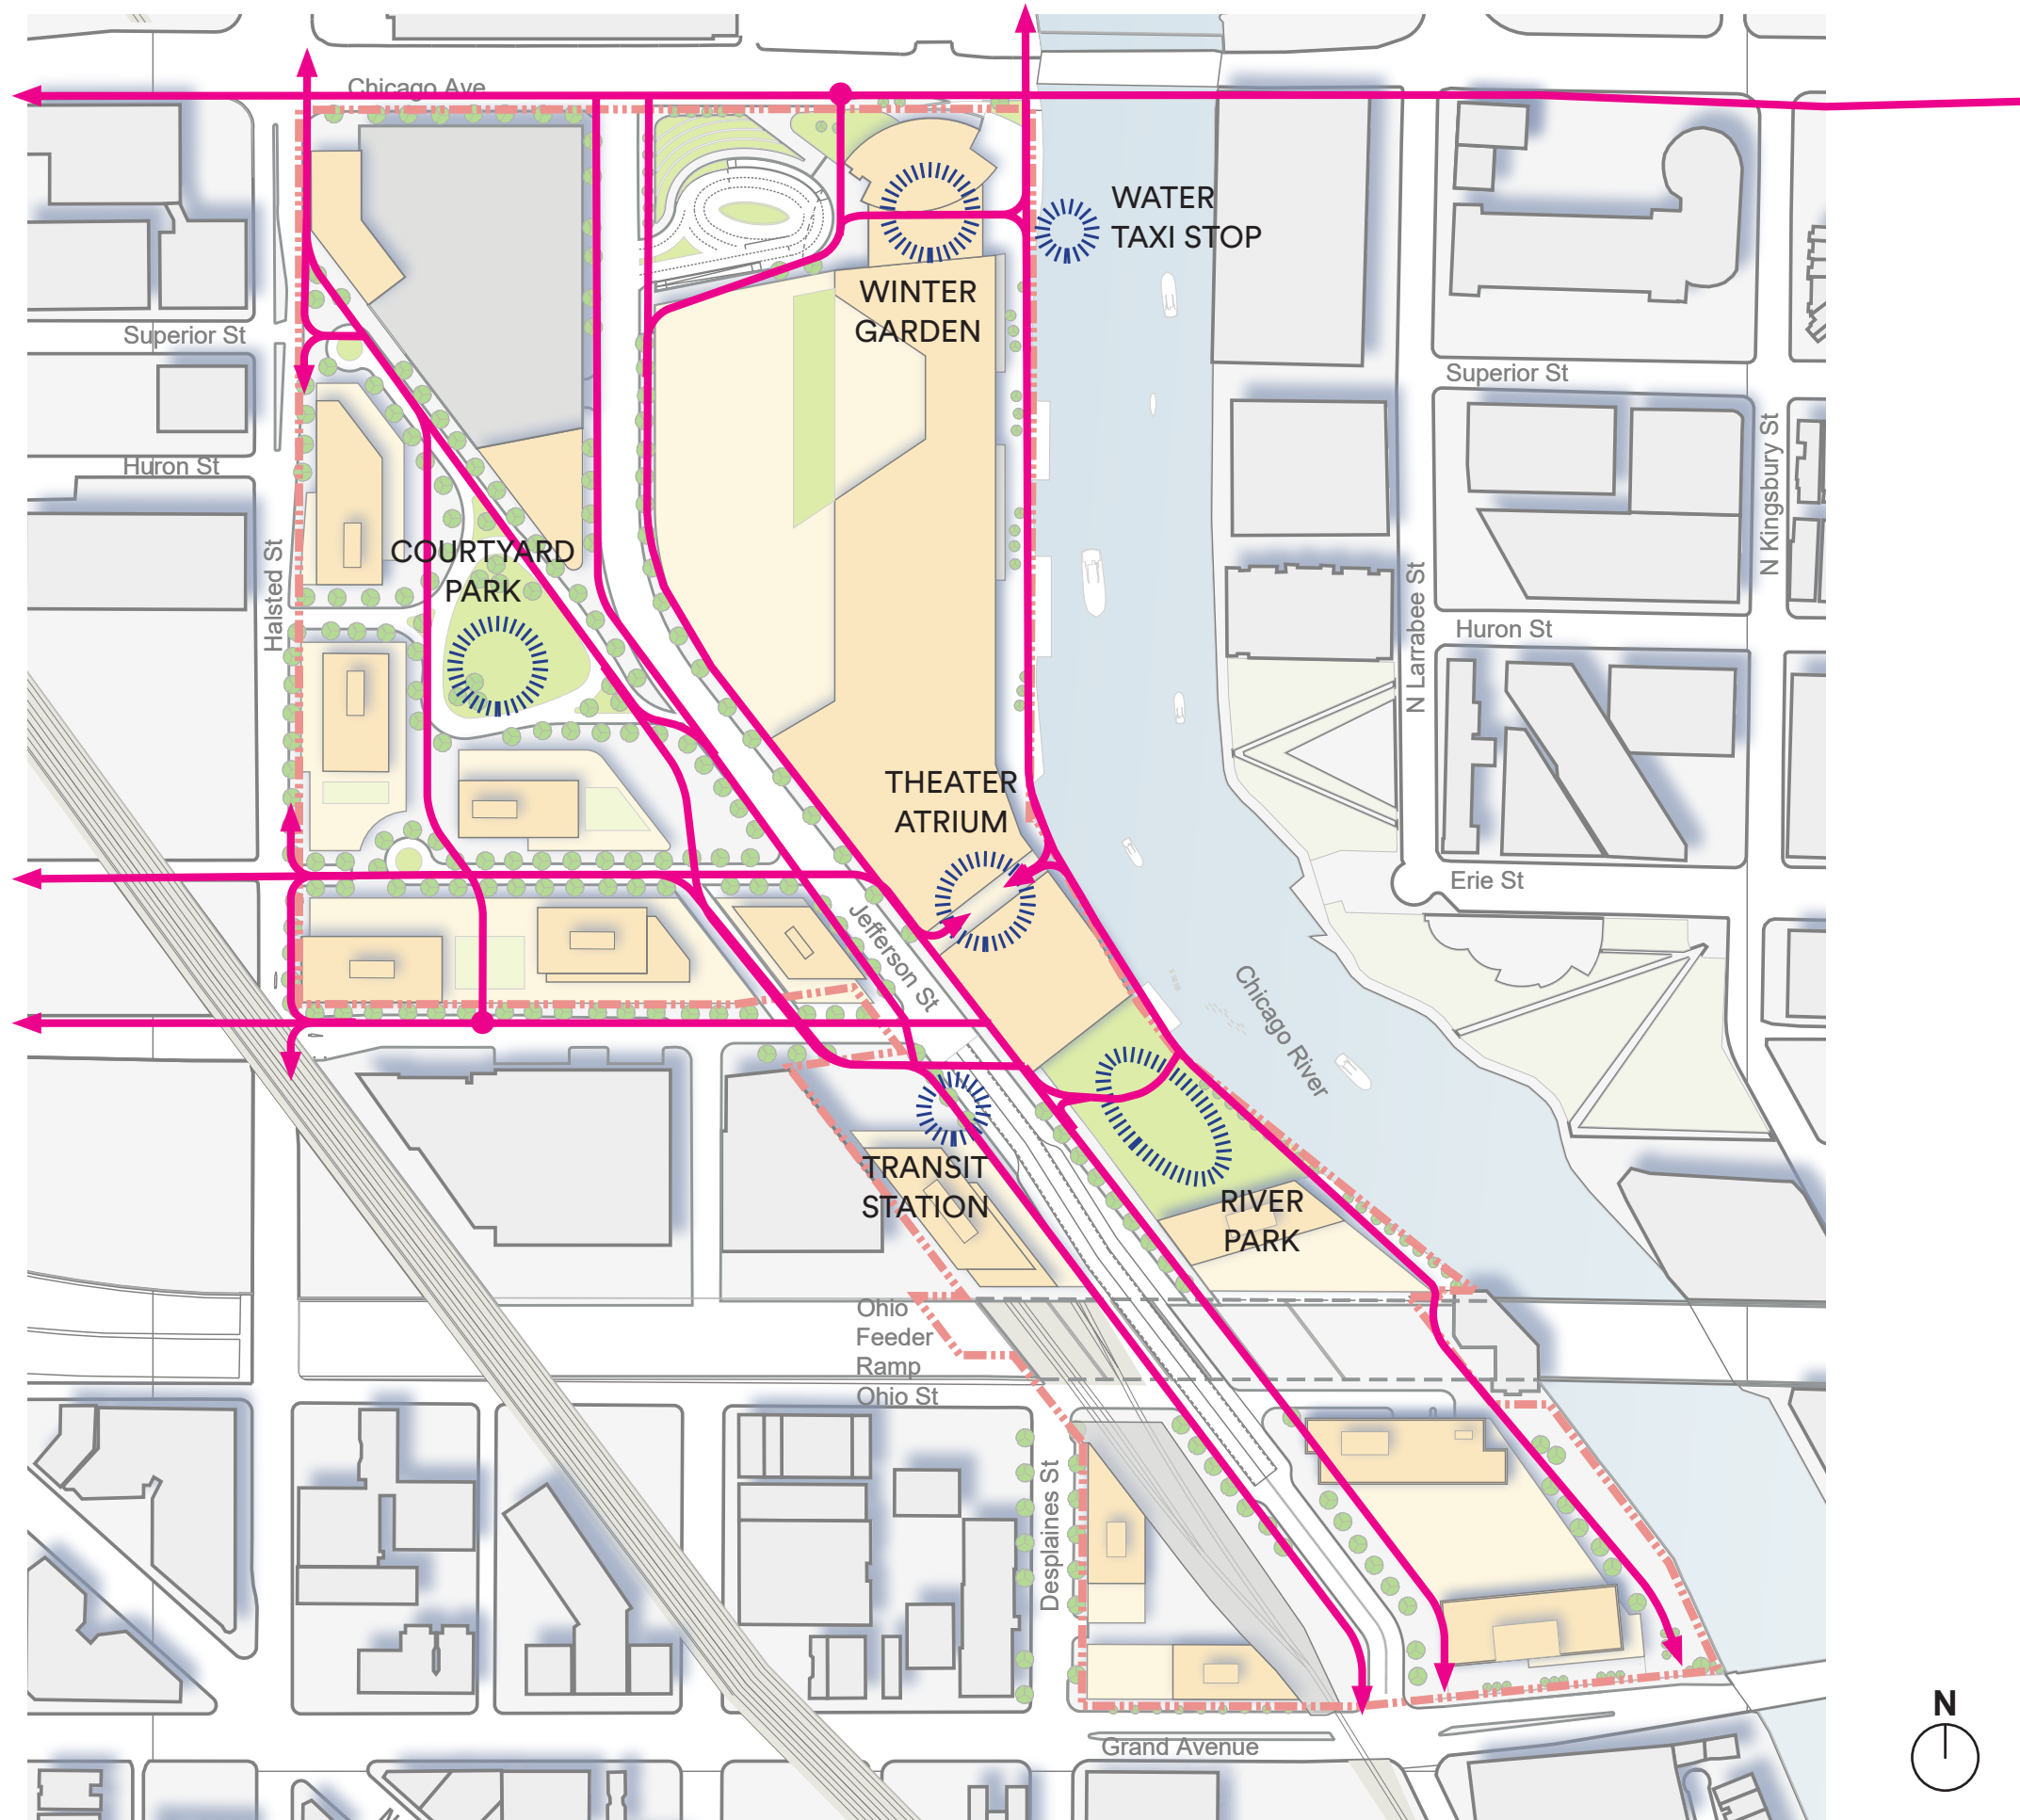 Chicago Ave
WATER
TAXI STOP
WINTER
GARDEN
Superior St
Superior St
Huron St
N Kingsbury St
COURTYARD
PARK
Halsted St
N Larrabee St
Huron St
THEATER
ATRIUM
Erie St
Jefferson St
Chicago River
TRANSIT
STATION
RIVER
PARK
Ohio
Feeder
Ramp
Ohio St
Desplaines St
N
Grand Avenue